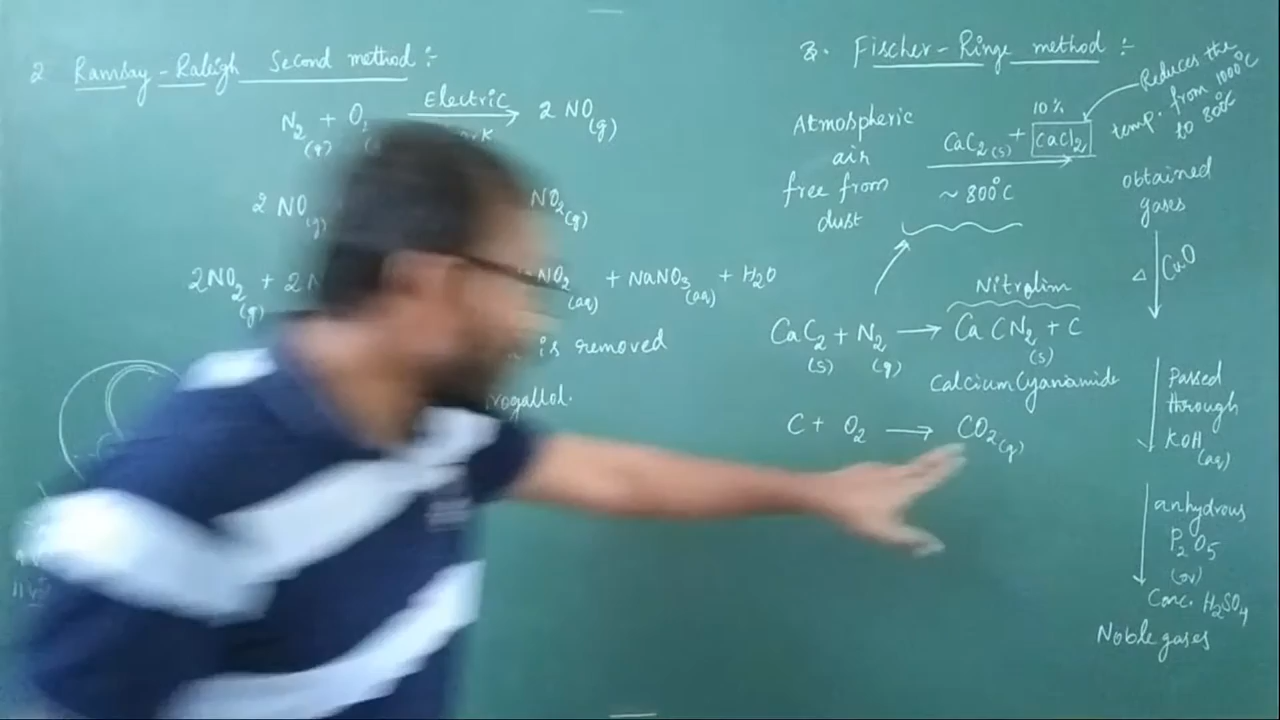 2 Ramsay-Raleigh Second method :-
N2(g) + O2 Electric 2 NO(g)
2 NO(g) NO2(g)
2NO2(g) + 2 NO2(aq) + NaNO3(aq) + H2O
is removed
3. Fischer-Ringe method :-
Atmospheric
air
free from
dust
CaC2(s) + 10% CaCl2
~ 800°C
Reduces the
temp. from 1000°C
to 800°C
obtained
gases
Δ CuO
Nitrolim
CaC2(s) + N2(g) → CaCN2(s) + C
Calcium Cyanamide
C + O2 → CO2(g)
Passed
through
KOH(aq)
anhydrous
P2O5
(or)
Conc. H2SO4
Noble gases